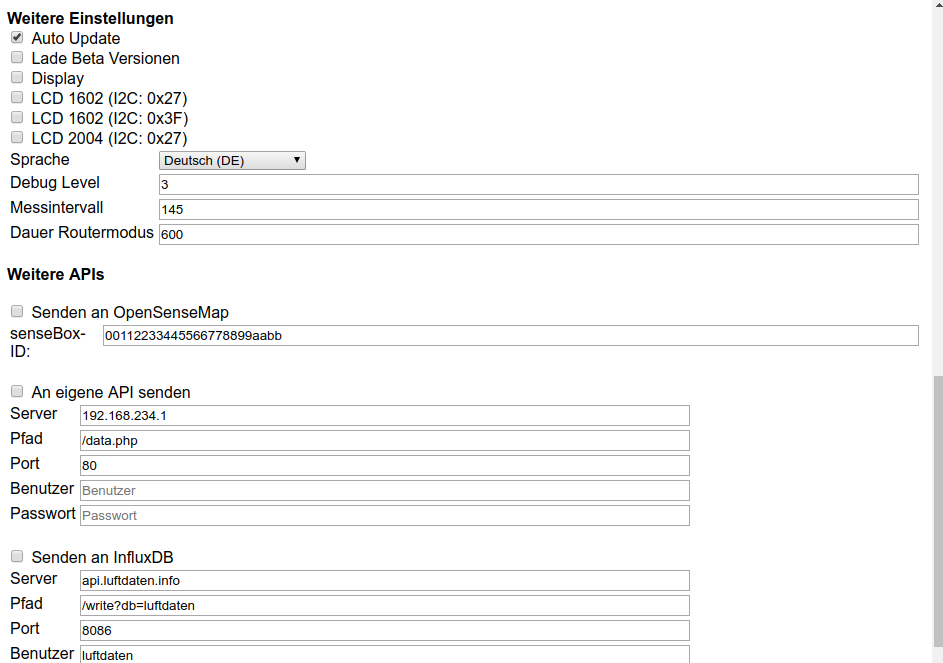 Weitere Einstellungen
Auto Update
Lade Beta Versionen
Display
LCD 1602 (I2C: 0x27)
LCD 1602 (I2C: 0x3F)
LCD 2004 (I2C: 0x27)
Sprache Deutsch (DE)
Debug Level 3
Messintervall 145
Dauer Routermodus 600
Weitere APIs
Senden an OpenSenseMap
senseBox-
ID: 00112233445566778899aabb
An eigene API senden
Server 192.168.234.1
Pfad /data.php
Port 80
Benutzer Benutzer
Passwort Passwort
Senden an InfluxDB
Server api.luftdaten.info
Pfad /write?db=luftdaten
Port 8086
Benutzer luftdaten